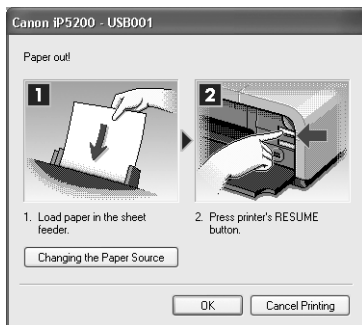 Canon iP5200 - USB001
Paper out!
1
2
1. Load paper in the sheet
feeder.
2. Press printer's RESUME
button.
Changing the Paper Source
OK
Cancel Printing